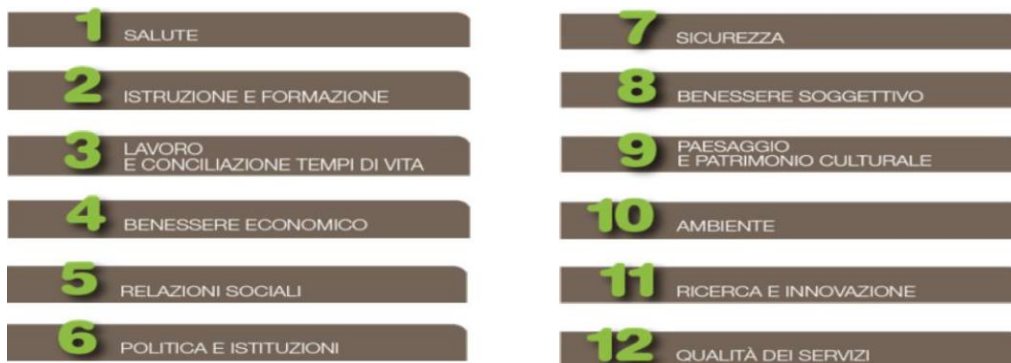 1 SALUTE
2 ISTRUZIONE E FORMAZIONE
3 LAVORO
E CONCILIAZIONE TEMPI DI VITA
4 BENESSERE ECONOMICO
5 RELAZIONI SOCIALI
6 POLITICA E ISTITUZIONI
7 SICUREZZA
8 BENESSERE SOGGETTIVO
9 PAESAGGIO
E PATRIMONIO CULTURALE
10 AMBIENTE
11 RICERCA E INNOVAZIONE
12 QUALITÀ DEI SERVIZI